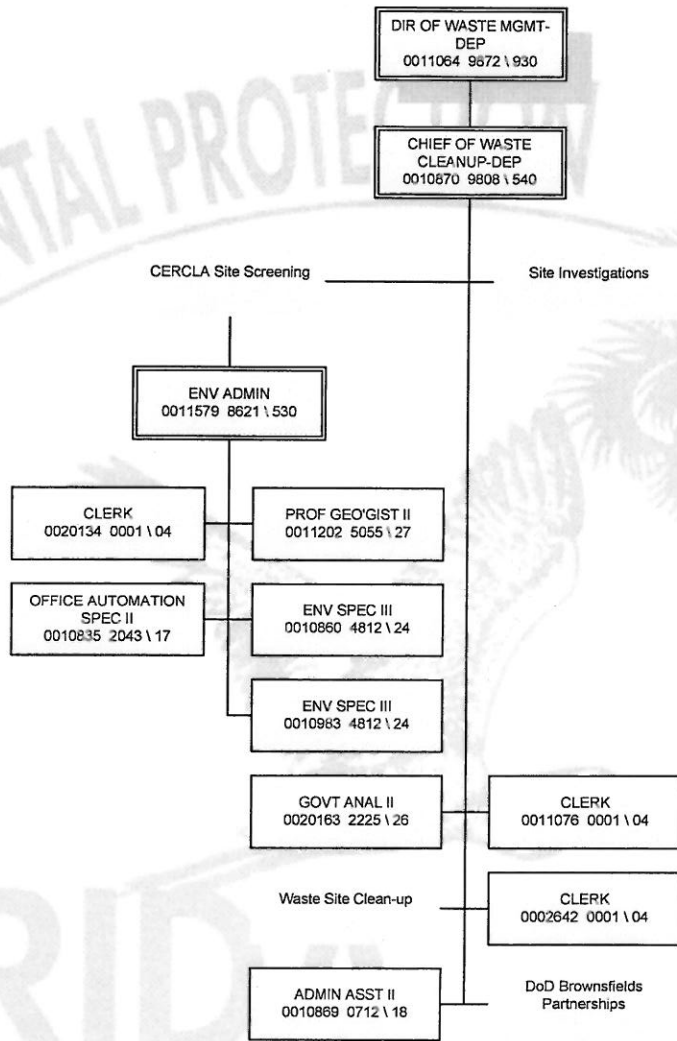 DIR OF WASTE MGMT-
DEP
0011064 9872 \ 930
CHIEF OF WASTE
CLEANUP-DEP
0010870 9808 \ 540
NTAL PROTECTION
CERCLA Site Screening
Site Investigations
ENV ADMIN
0011579 8621 \ 530
CLERK
0020134 0001 \ 04
PROF GEO'GIST II
0011202 5055 \ 27
OFFICE AUTOMATION
SPEC II
0010835 2043 \ 17
ENV SPEC III
0010860 4812 \ 24
ENV SPEC III
0010983 4812 \ 24
GOVT ANAL II
0020163 2225 \ 26
CLERK
0011076 0001 \ 04
Waste Site Clean-up
CLERK
0002642 0001 \ 04
ADMIN ASST II
0010869 0712 \ 18
DoD Brownsfields
Partnerships
RID